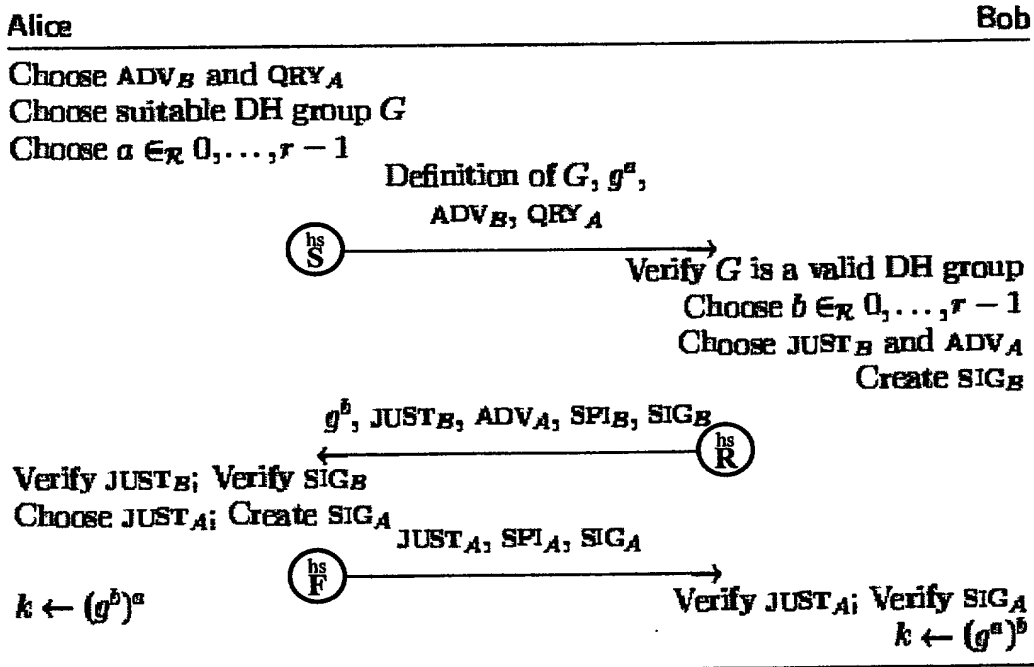 Alice Bob
Choose ADV_B and QRY_A
Choose suitable DH group G
Choose a ∈_R 0,...,r − 1
Definition of G, g^a,
ADV_B, QRY_A
hs S
Verify G is a valid DH group
Choose b ∈_R 0,...,r − 1
Choose JUST_B and ADV_A
Create SIG_B
g^b, JUST_B, ADV_A, SPI_B, SIG_B
hs R
Verify JUST_B; Verify SIG_B
Choose JUST_A; Create SIG_A
JUST_A, SPI_A, SIG_A
hs F
k ← (g^b)^a
Verify JUST_A; Verify SIG_A
k ← (g^a)^b